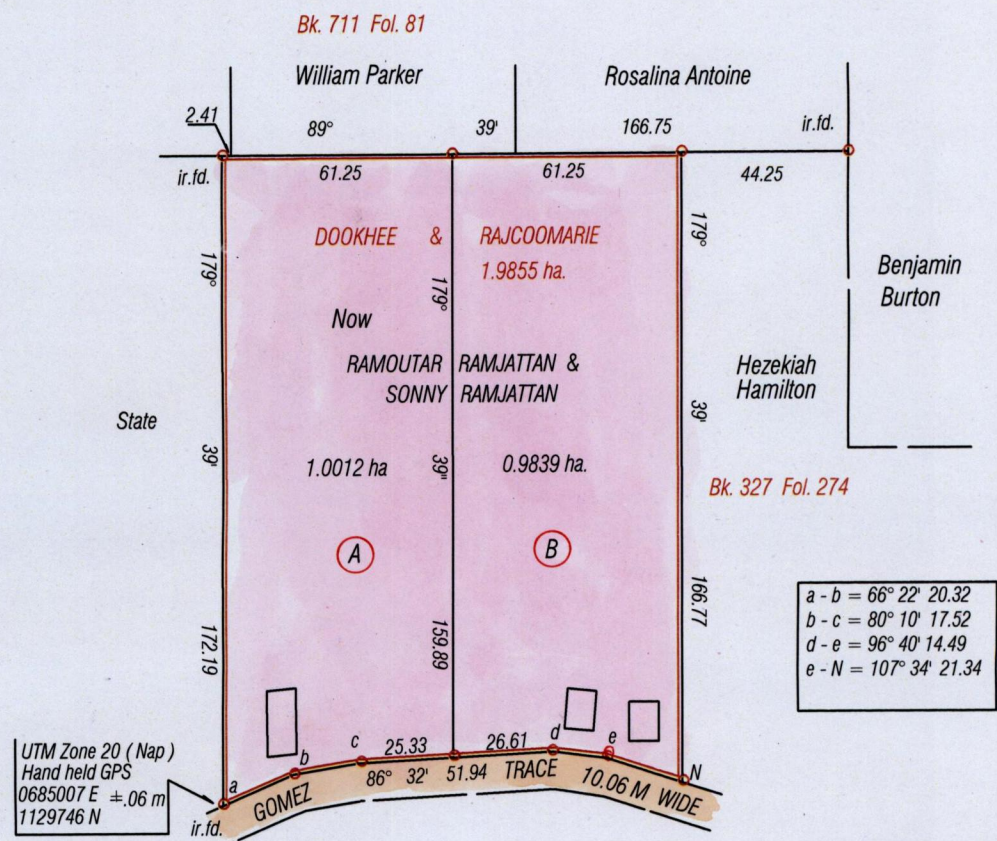 Bk. 711 Fol. 81
William Parker
Rosalina Antoine
2.41
89°
39'
166.75
ir.fd.
ir.fd.
61.25
61.25
44.25
DOOKHEE & RAJCOOMARIE
1.9855 ha.
179°
179°
179°
Benjamin
Burton
Now
RAMOUTAR RAMJATTAN &
SONNY RAMJATTAN
Hezekiah
Hamilton
State
39'
39"
39'
1.0012 ha
0.9839 ha.
Bk. 327 Fol. 274
A
B
172.19
159.89
166.77
a - b = 66° 22' 20.32
b - c = 80° 10' 17.52
d - e = 96° 40' 14.49
e - N = 107° 34' 21.34
a
b
c
25.33
26.61
d
e
N
GOMEZ
86° 32' 51.94
TRACE
10.06 M WIDE
UTM Zone 20 ( Nap )
Hand held GPS
0685007 E ±.06 m
1129746 N
ir.fd.